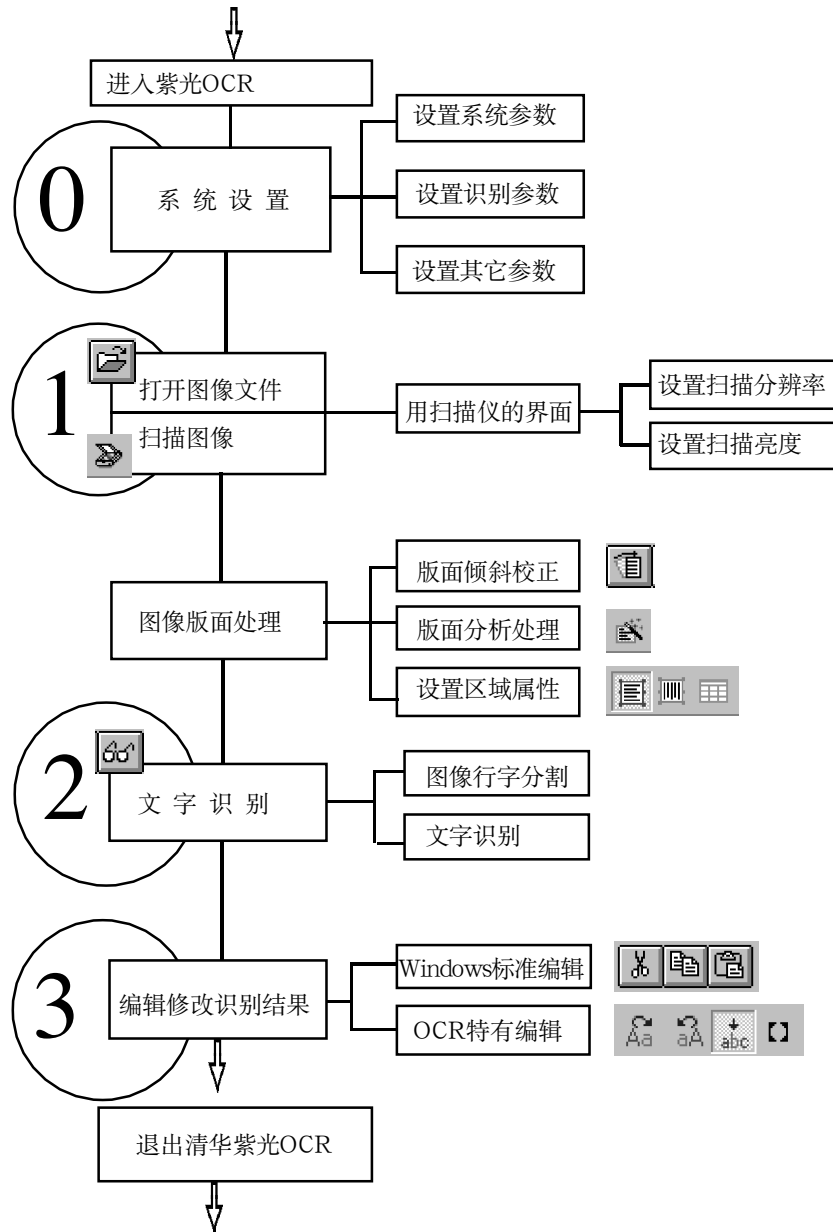 进入紫光OCR
0
系统设置
设置系统参数
设置识别参数
设置其它参数
1
打开图像文件
扫描图像
用扫描仪的界面
设置扫描分辨率
设置扫描亮度
图像版面处理
版面倾斜校正
版面分析处理
设置区域属性
2
文字识别
图像行字分割
文字识别
3
编辑修改识别结果
Windows标准编辑
OCR特有编辑
Aa
aA
abc
退出清华紫光OCR